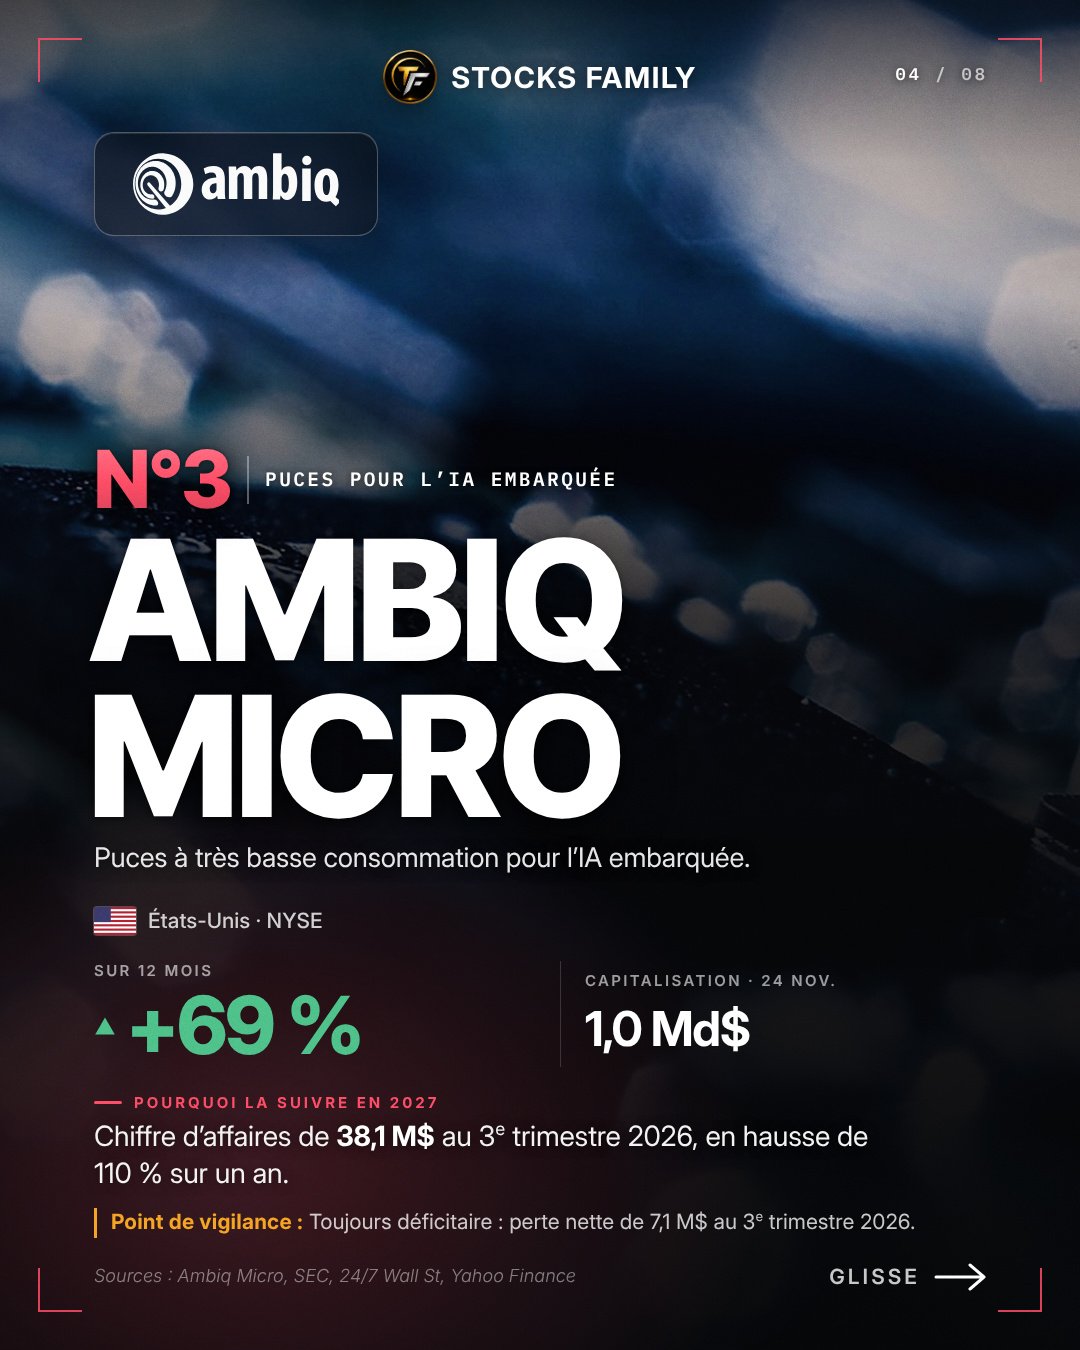 STOCKS FAMILY
04 / 08
ambiq
N°3
PUCES POUR L’IA EMBARQUÉE
AMBIQ
MICRO
Puces à très basse consommation pour l’IA embarquée.
États-Unis · NYSE
SUR 12 MOIS
▲ +69 %
CAPITALISATION · 24 NOV.
1,0 Md$
POURQUOI LA SUIVRE EN 2027
Chiffre d’affaires de 38,1 M$ au 3e trimestre 2026, en hausse de
110 % sur un an.
Point de vigilance : Toujours déficitaire : perte nette de 7,1 M$ au 3e trimestre 2026.
Sources : Ambiq Micro, SEC, 24/7 Wall St, Yahoo Finance
GLISSE →